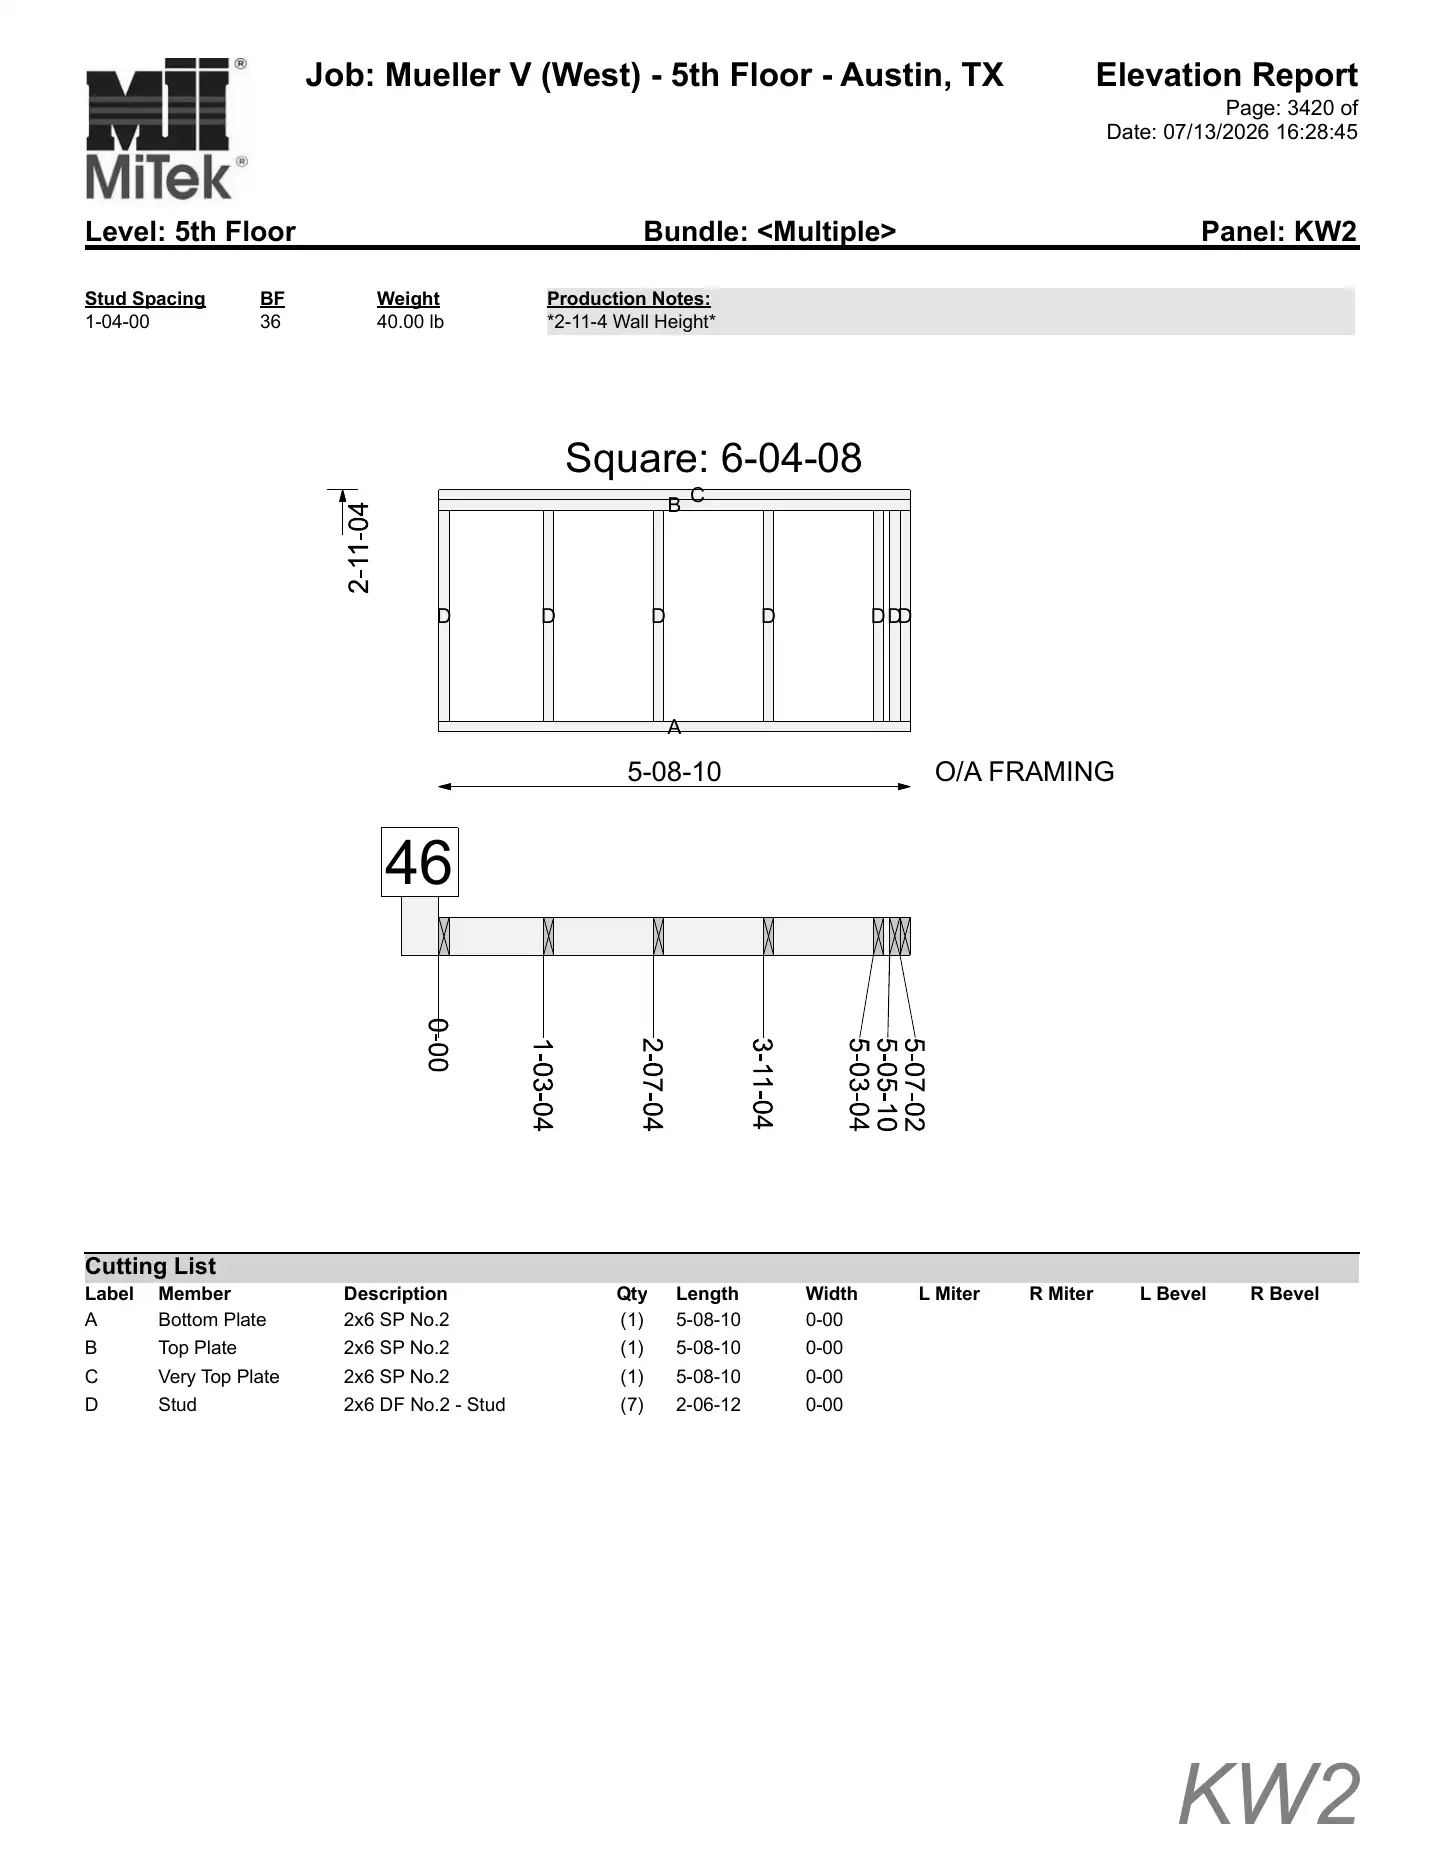 MiTek®
Job: Mueller V (West) - 5th Floor - Austin, TX
Elevation Report
Page: 3420 of
Date: 07/13/2026 16:28:45
Level: 5th Floor Bundle: <Multiple> Panel: KW2
Stud Spacing BF Weight Production Notes:
1-04-00 36 40.00 lb *2-11-4 Wall Height*
Square: 6-04-08
2-11-04
C
B
D D D D D D D
A
5-08-10 O/A FRAMING
46
0-00 1-03-04 2-07-04 3-11-04 5-03-04 5-05-10 5-07-02
Cutting List
Label Member Description Qty Length Width L Miter R Miter L Bevel R Bevel
A Bottom Plate 2x6 SP No.2 (1) 5-08-10 0-00
B Top Plate 2x6 SP No.2 (1) 5-08-10 0-00
C Very Top Plate 2x6 SP No.2 (1) 5-08-10 0-00
D Stud 2x6 DF No.2 - Stud (7) 2-06-12 0-00
KW2